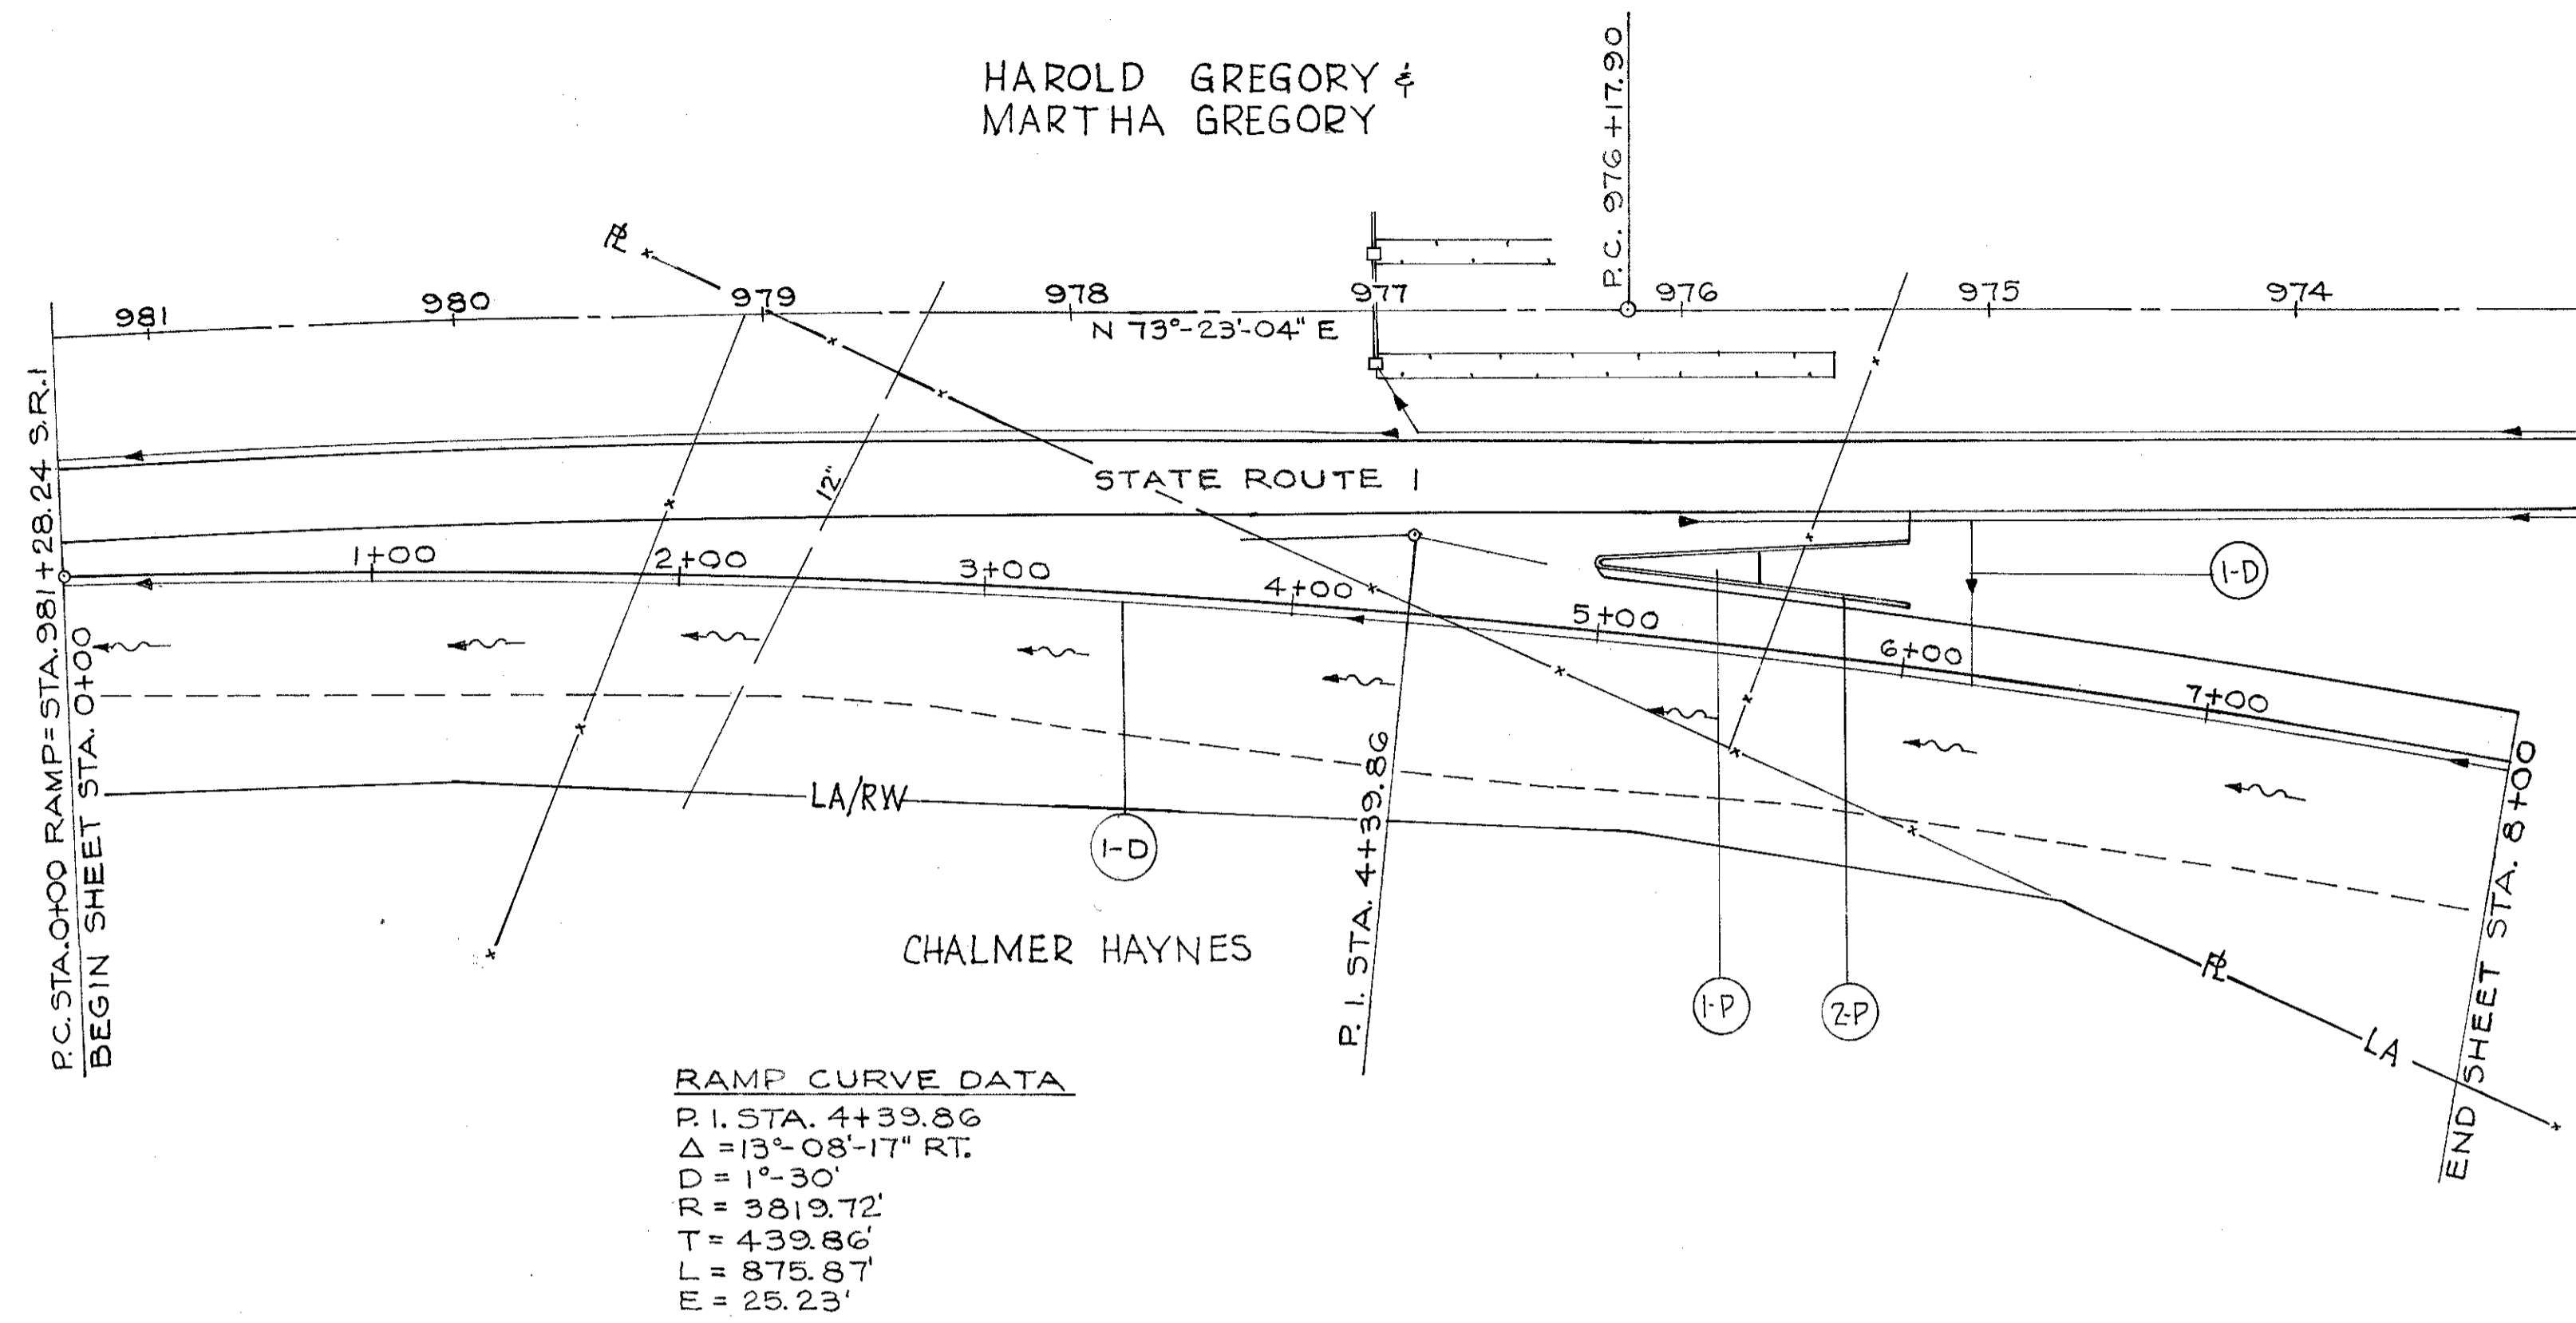 HAROLD GREGORY &
MARTHA GREGORY
P.C. 976 +17.90
℄
981
980
979
978
977
976
975
974
N 73°-23'-04" E
STATE ROUTE 1
12"
1+00
2+00
3+00
4+00
5+00
6+00
7+00
1-D
P.C. STA. 0+00 RAMP = STA. 981 + 28.24 S.R.1
BEGIN SHEET STA. 0+00
LA/RW
1-D
P. I. STA. 4+39.86
1-P
2-P
CHALMER HAYNES
LA
END SHEET STA. 8+00
RAMP CURVE DATA
P. I. STA. 4+39.86
Δ = 13°-08'-17" RT.
D = 1°-30'
R = 3819.72'
T = 439.86'
L = 875.87'
E = 25.23'